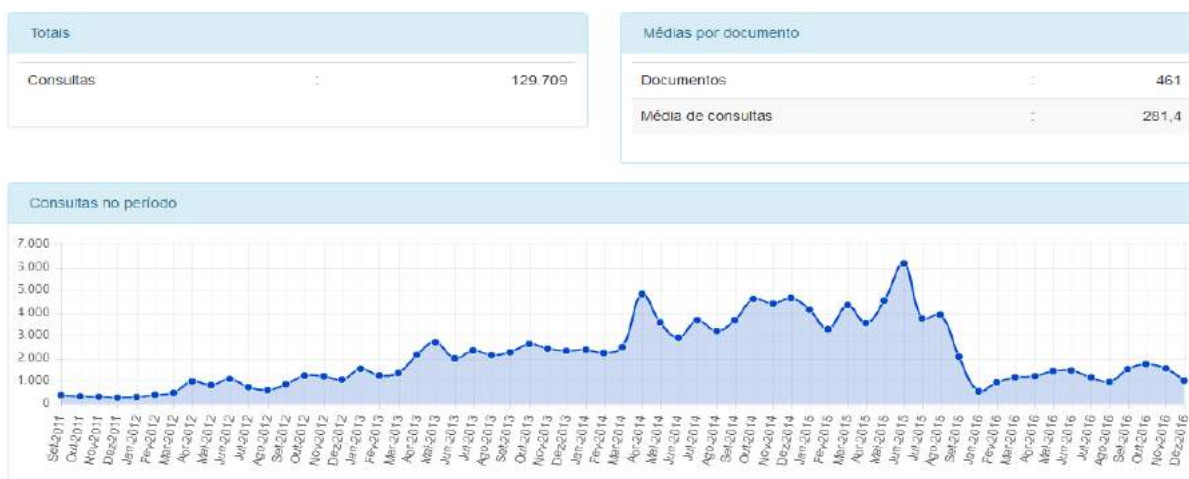 Totais
Consultas : 129.709
Médias por documento
Documentos : 461
Média de consultas : 281,4
Consultas no período
7.000
6.000
5.000
4.000
3.000
2.000
1.000
0
Set-2011
Out-2011
Nov-2011
Dez-2011
Jan-2012
Fev-2012
Mar-2012
Abr-2012
Mai-2012
Jun-2012
Jul-2012
Ago-2012
Set-2012
Out-2012
Nov-2012
Dez-2012
Jan-2013
Fev-2013
Mar-2013
Abr-2013
Mai-2013
Jun-2013
Jul-2013
Ago-2013
Set-2013
Out-2013
Nov-2013
Dez-2013
Jan-2014
Fev-2014
Mar-2014
Abr-2014
Mai-2014
Jun-2014
Jul-2014
Ago-2014
Set-2014
Out-2014
Nov-2014
Dez-2014
Jan-2015
Fev-2015
Mar-2015
Abr-2015
Mai-2015
Jun-2015
Jul-2015
Ago-2015
Set-2015
Jan-2016
Fev-2016
Mar-2016
Abr-2016
Mai-2016
Jun-2016
Jul-2016
Ago-2016
Set-2016
Out-2016
Nov-2016
Dez-2016